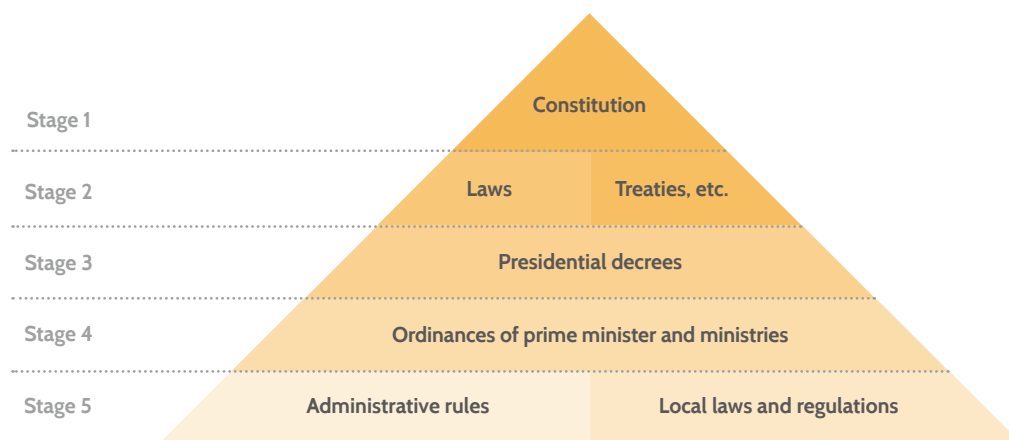 Constitution
Stage 1
Stage 2
Laws
Treaties, etc.
Stage 3
Presidential decrees
Stage 4
Ordinances of prime minister and ministries
Stage 5
Administrative rules
Local laws and regulations